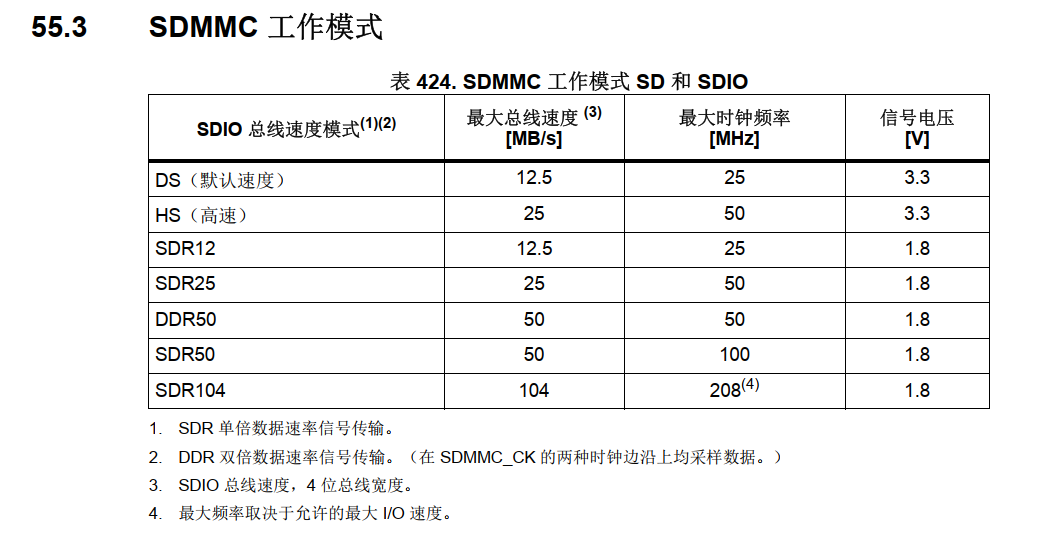 55.3 SDMMC 工作模式
表 424. SDMMC 工作模式 SD 和 SDIO
SDIO 总线速度模式(1)(2) 最大总线速度 (3) [MB/s] 最大时钟频率 [MHz] 信号电压 [V]
DS（默认速度） 12.5 25 3.3
HS（高速） 25 50 3.3
SDR12 12.5 25 1.8
SDR25 25 50 1.8
DDR50 50 50 1.8
SDR50 50 100 1.8
SDR104 104 208(4) 1.8
1. SDR 单倍数据速率信号传输。
2. DDR 双倍数据速率信号传输。（在 SDMMC_CK 的两种时钟边沿上均采样数据。）
3. SDIO 总线速度，4 位总线宽度。
4. 最大频率取决于允许的最大 I/O 速度。